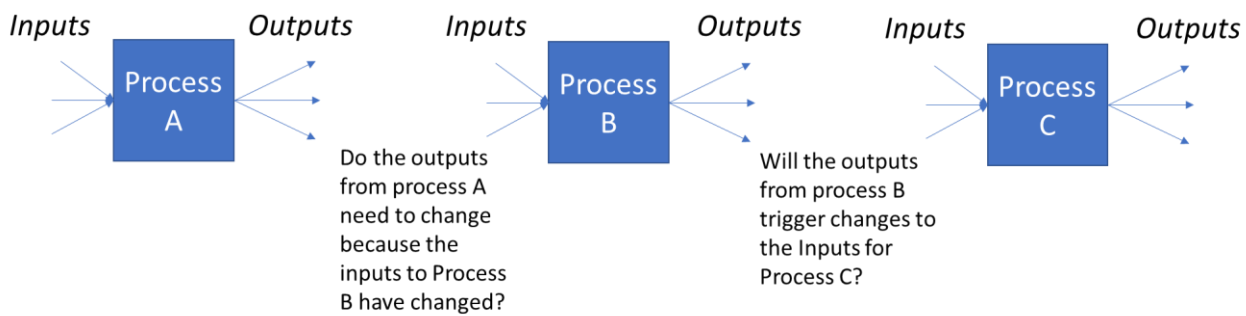 Inputs
Outputs
Inputs
Outputs
Inputs
Outputs
Process
A
Process
B
Process
C
Do the outputs
from process A
need to change
because the
inputs to Process
B have changed?
Will the outputs
from process B
trigger changes to
the Inputs for
Process C?